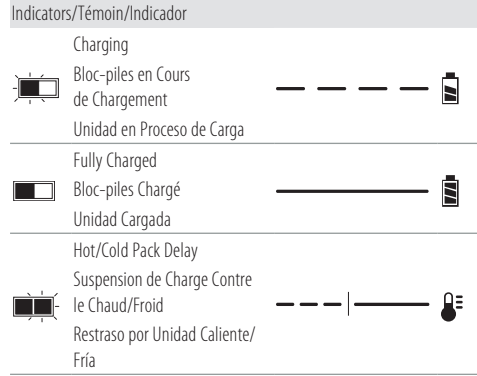 Indicators/Témoin/Indicador
Charging
Bloc-piles en Cours
de Chargement
Unidad en Proceso de Carga
Fully Charged
Bloc-piles Chargé
Unidad Cargada
Hot/Cold Pack Delay
Suspension de Charge Contre
le Chaud/Froid
Restraso por Unidad Caliente/
Fría